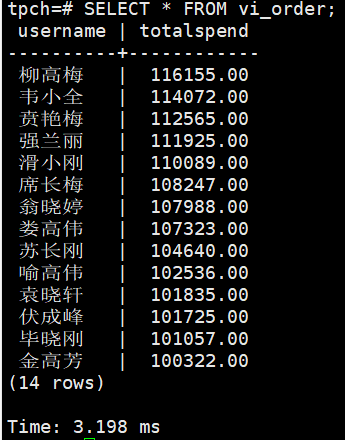 tpch=# SELECT * FROM vi_order;
 username | totalspend
----------+------------
 柳高梅   |  116155.00
 韦小全   |  114072.00
 贲艳梅   |  112565.00
 强兰丽   |  111925.00
 滑小刚   |  110089.00
 席长梅   |  108247.00
 翁晓婷   |  107988.00
 娄高伟   |  107323.00
 苏长刚   |  104640.00
 喻高伟   |  102536.00
 袁晓轩   |  101835.00
 伏成峰   |  101725.00
 毕晓刚   |  101057.00
 金高芳   |  100322.00
(14 rows)
Time: 3.198 ms